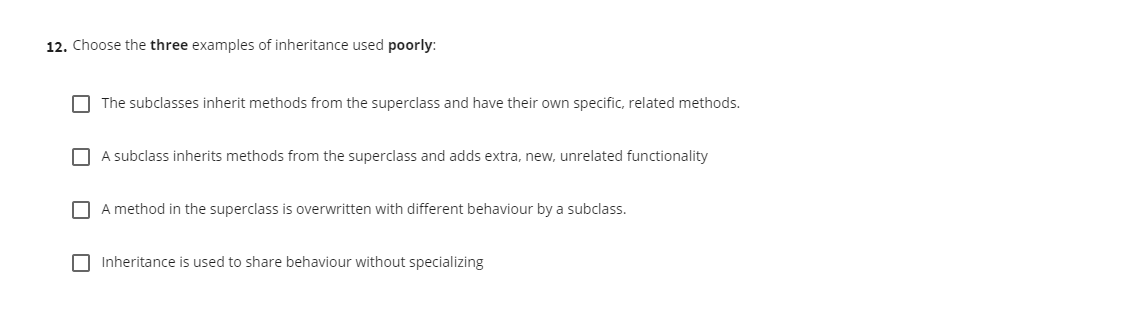 12. Choose the three examples of inheritance used poorly:
The subclasses inherit methods from the superclass and have their own specific, related methods.
A subclass inherits methods from the superclass and adds extra, new, unrelated functionality
A method in the superclass is overwritten with different behaviour by a subclass.
Inheritance is used to share behaviour without specializing